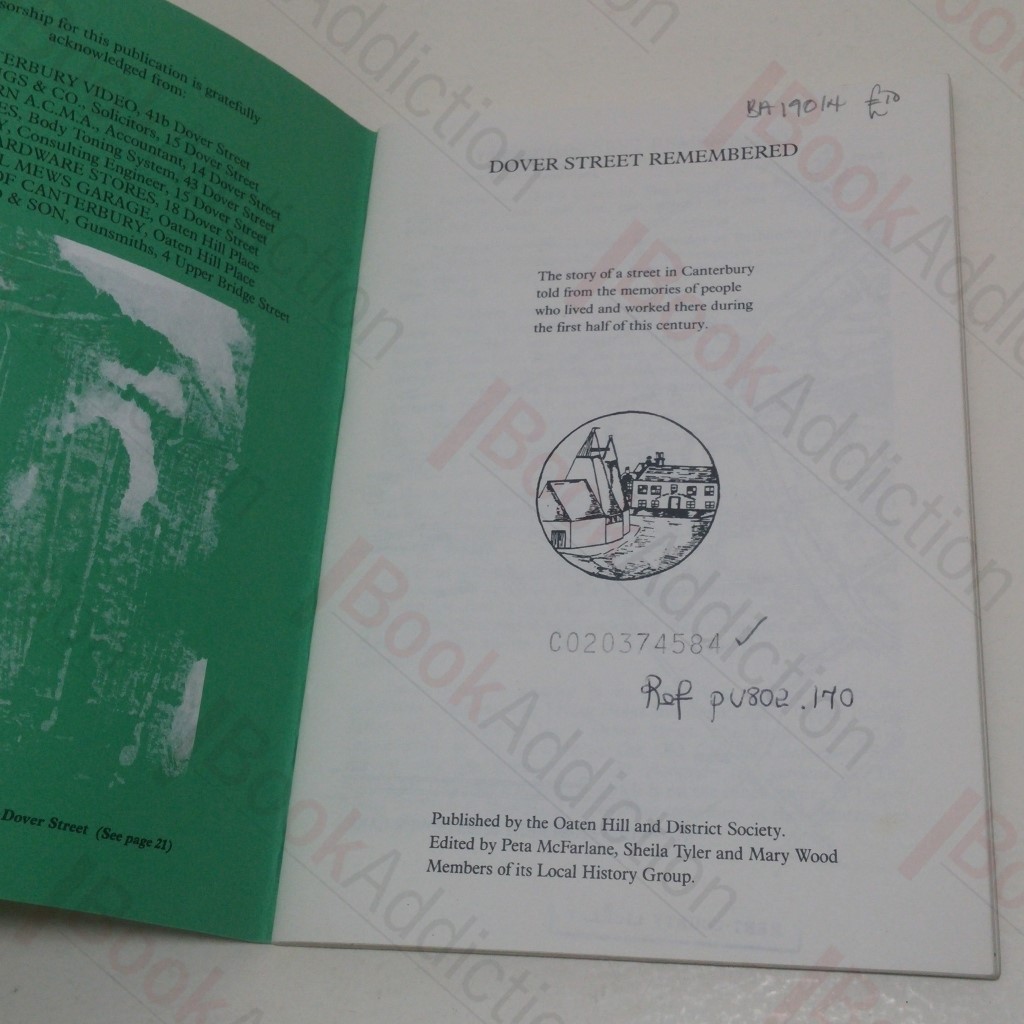 sorship for this publication is gratefully
acknowledged from:
TERBURY VIDEO, 41b Dover Street
GS & CO., Solicitors, 15 Dover Street
RN A.C.M.A., Accountant, 14 Dover Street
ES, Body Toning System, 43 Dover Street
Y, Consulting Engineer, 15 Dover Street
ARDWARE STORES, 18 Dover Street
L MEWS GARAGE, Oaten Hill Place
OF CANTERBURY, Oaten Hill Place
& SON, Gunsmiths, 4 Upper Bridge Street
Dover Street (See page 21)
BA19014 £10
DOVER STREET REMEMBERED
The story of a street in Canterbury
told from the memories of people
who lived and worked there during
the first half of this century.
C020374584 ✓
Ref PV802.170
Published by the Oaten Hill and District Society.
Edited by Peta McFarlane, Sheila Tyler and Mary Wood
Members of its Local History Group.
BookAddiction